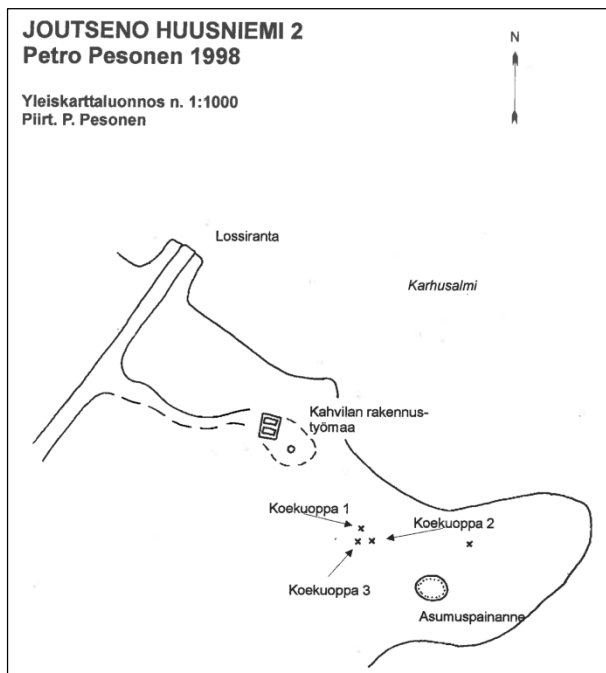 JOUTSENO HUUSNIEMI 2
Petro Pesonen 1998
N
Yleiskarttaluonnos n. 1:1000
Piirt. P. Pesonen
Lossiranta
Karhusalmi
Kahvilan rakennus-
työmaa
Koekuoppa 1
Koekuoppa 2
Koekuoppa 3
Asumuspainanne